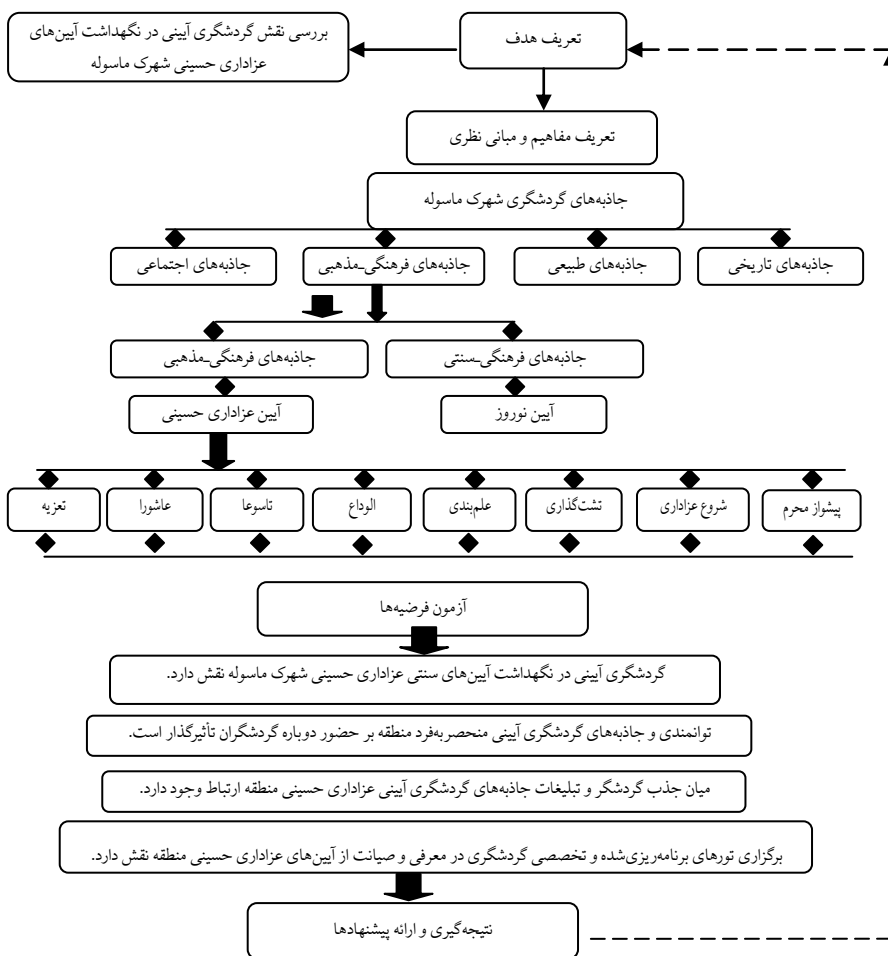 تعریف هدف
بررسی نقش گردشگری آیینی در نگهداشت آیین‌های
عزاداری حسینی شهرک ماسوله
تعریف مفاهیم و مبانی نظری
جاذبه‌های گردشگری شهرک ماسوله
جاذبه‌های تاریخی
جاذبه‌های طبیعی
جاذبه‌های فرهنگی-مذهبی
جاذبه‌های اجتماعی
جاذبه‌های فرهنگی-سنتی
جاذبه‌های فرهنگی-مذهبی
آیین نوروز
آیین عزاداری حسینی
پیشواز محرم
شروع عزاداری
تشت‌گذاری
علم‌بندی
الوداع
تاسوعا
عاشورا
تعزیه
آزمون فرضیه‌ها
گردشگری آیینی در نگهداشت آیین‌های سنتی عزاداری حسینی شهرک ماسوله نقش دارد.
توانمندی و جاذبه‌های گردشگری آیینی منحصربه‌فرد منطقه بر حضور دوباره گردشگران تأثیرگذار است.
میان جذب گردشگر و تبلیغات جاذبه‌های گردشگری آیینی عزاداری حسینی منطقه ارتباط وجود دارد.
برگزاری تورهای برنامه‌ریزی‌شده و تخصصی گردشگری در معرفی و صیانت از آیین‌های عزاداری حسینی منطقه نقش دارد.
نتیجه‌گیری و ارائه پیشنهادها